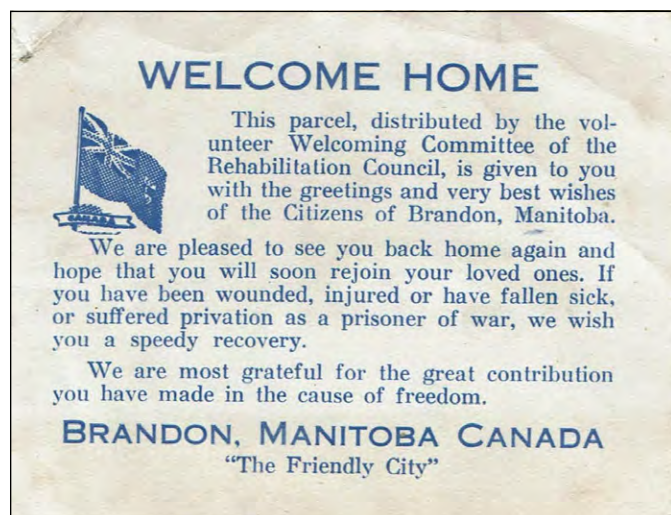 WELCOME HOME
This parcel, distributed by the vol-
unteer Welcoming Committee of the
Rehabilitation Council, is given to you
with the greetings and very best wishes
of the Citizens of Brandon, Manitoba.
CANADA
We are pleased to see you back home again and
hope that you will soon rejoin your loved ones. If
you have been wounded, injured or have fallen sick,
or suffered privation as a prisoner of war, we wish
you a speedy recovery.
We are most grateful for the great contribution
you have made in the cause of freedom.
BRANDON, MANITOBA CANADA
"The Friendly City"